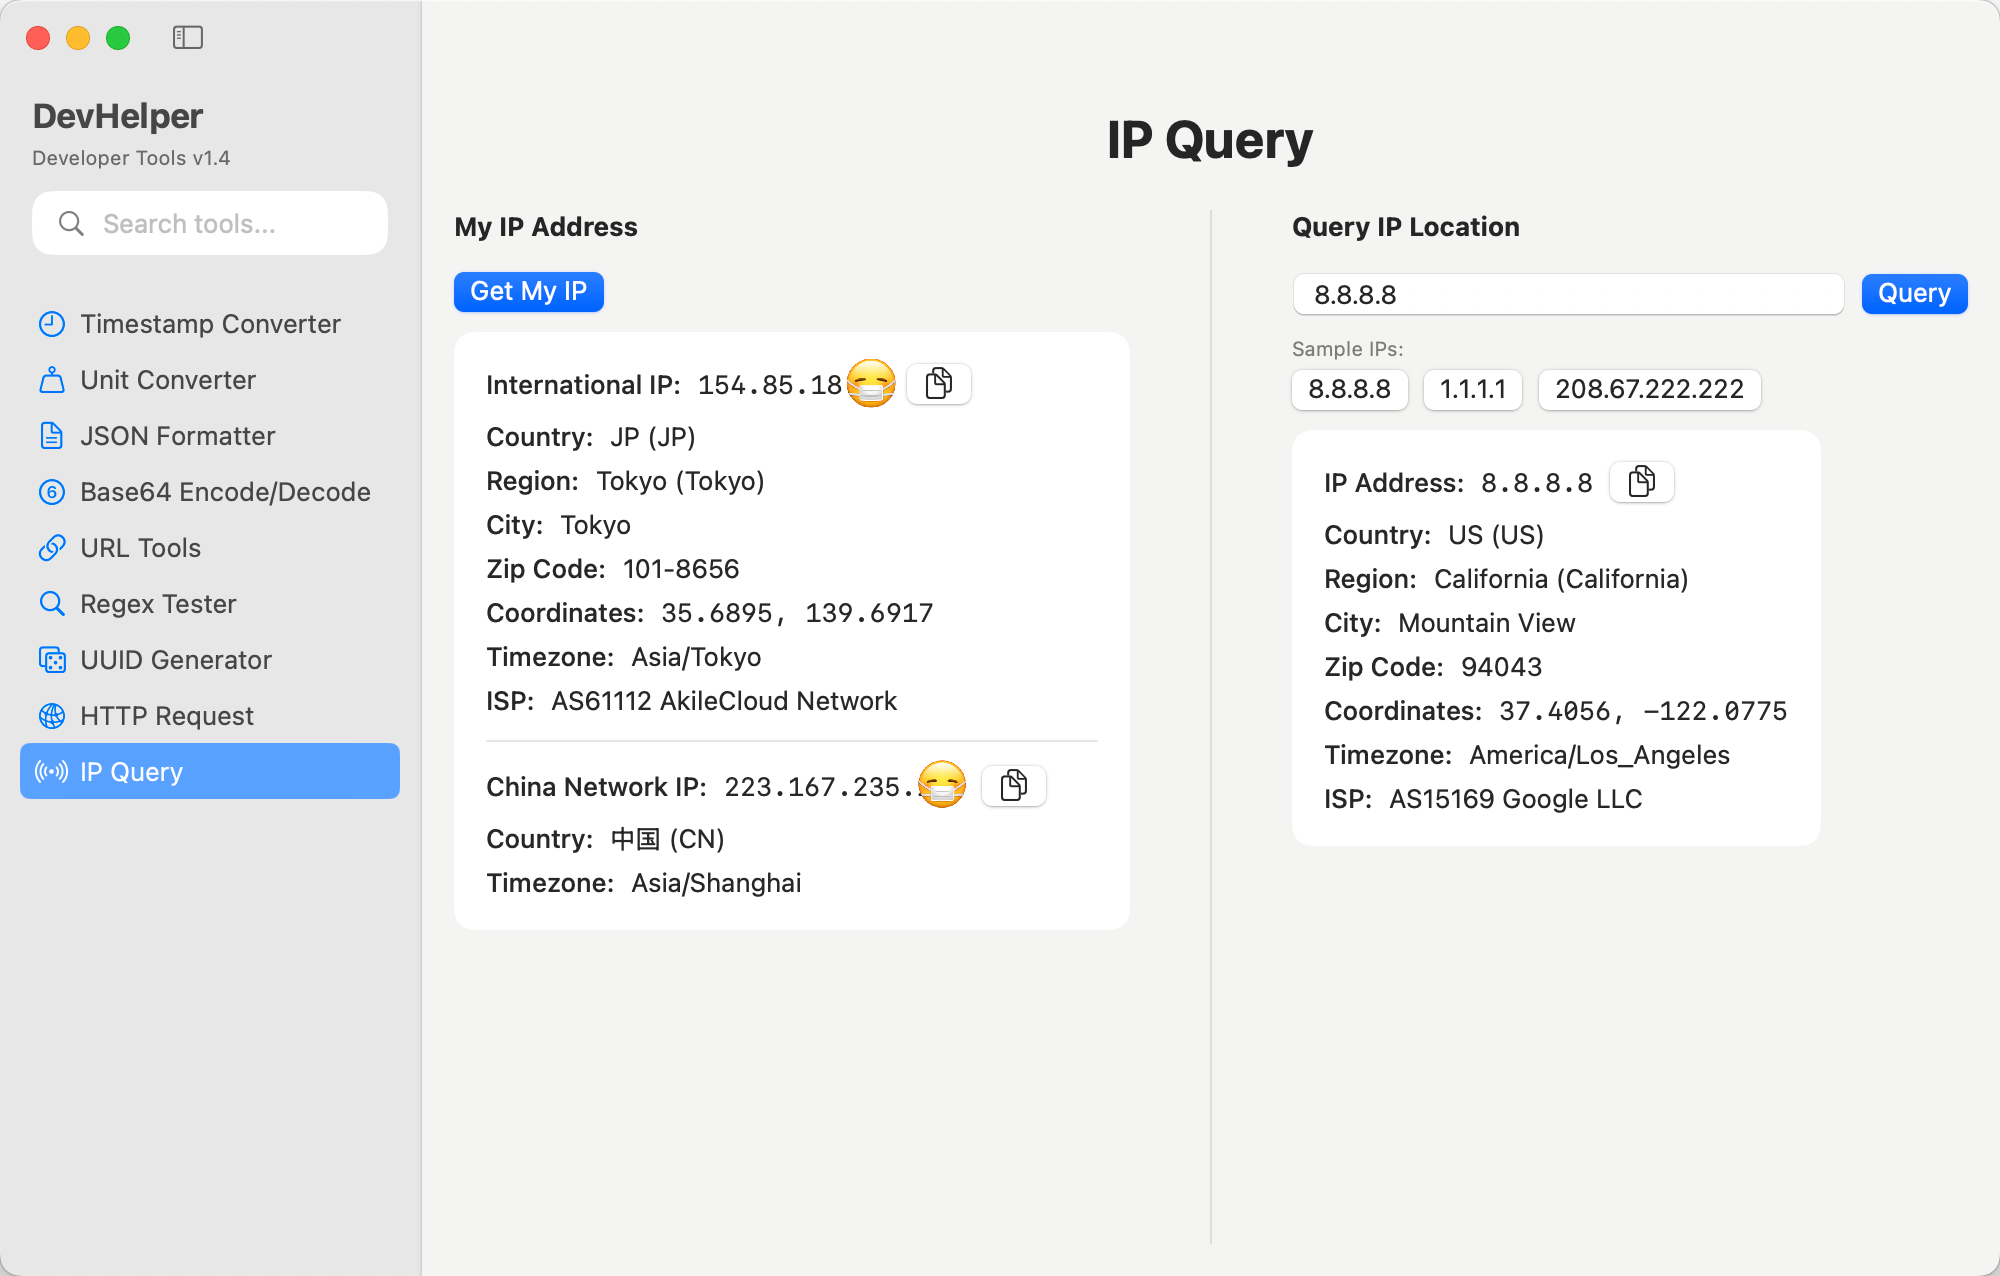 DevHelper
Developer Tools v1.4
Search tools...
Timestamp Converter
Unit Converter
JSON Formatter
6 Base64 Encode/Decode
URL Tools
Regex Tester
UUID Generator
HTTP Request
IP Query
IP Query
My IP Address
Get My IP
International IP: 154.85.18
Country: JP (JP)
Region: Tokyo (Tokyo)
City: Tokyo
Zip Code: 101-8656
Coordinates: 35.6895, 139.6917
Timezone: Asia/Tokyo
ISP: AS61112 AkileCloud Network
China Network IP: 223.167.235.
Country: 中国 (CN)
Timezone: Asia/Shanghai
Query IP Location
8.8.8.8 Query
Sample IPs:
8.8.8.8 1.1.1.1 208.67.222.222
IP Address: 8.8.8.8
Country: US (US)
Region: California (California)
City: Mountain View
Zip Code: 94043
Coordinates: 37.4056, -122.0775
Timezone: America/Los_Angeles
ISP: AS15169 Google LLC